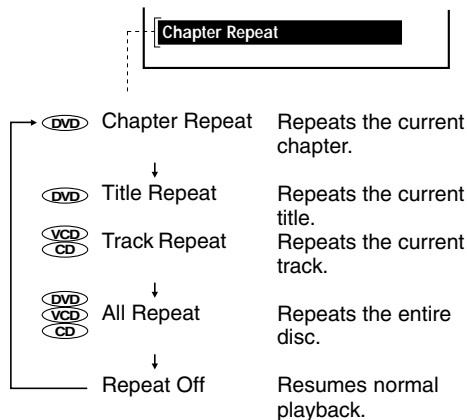 Chapter Repeat
DVD Chapter Repeat Repeats the current
chapter.
DVD Title Repeat Repeats the current
title.
VCD
CD Track Repeat Repeats the current
track.
DVD
VCD All Repeat Repeats the entire
CD disc.
Repeat Off Resumes normal
playback.